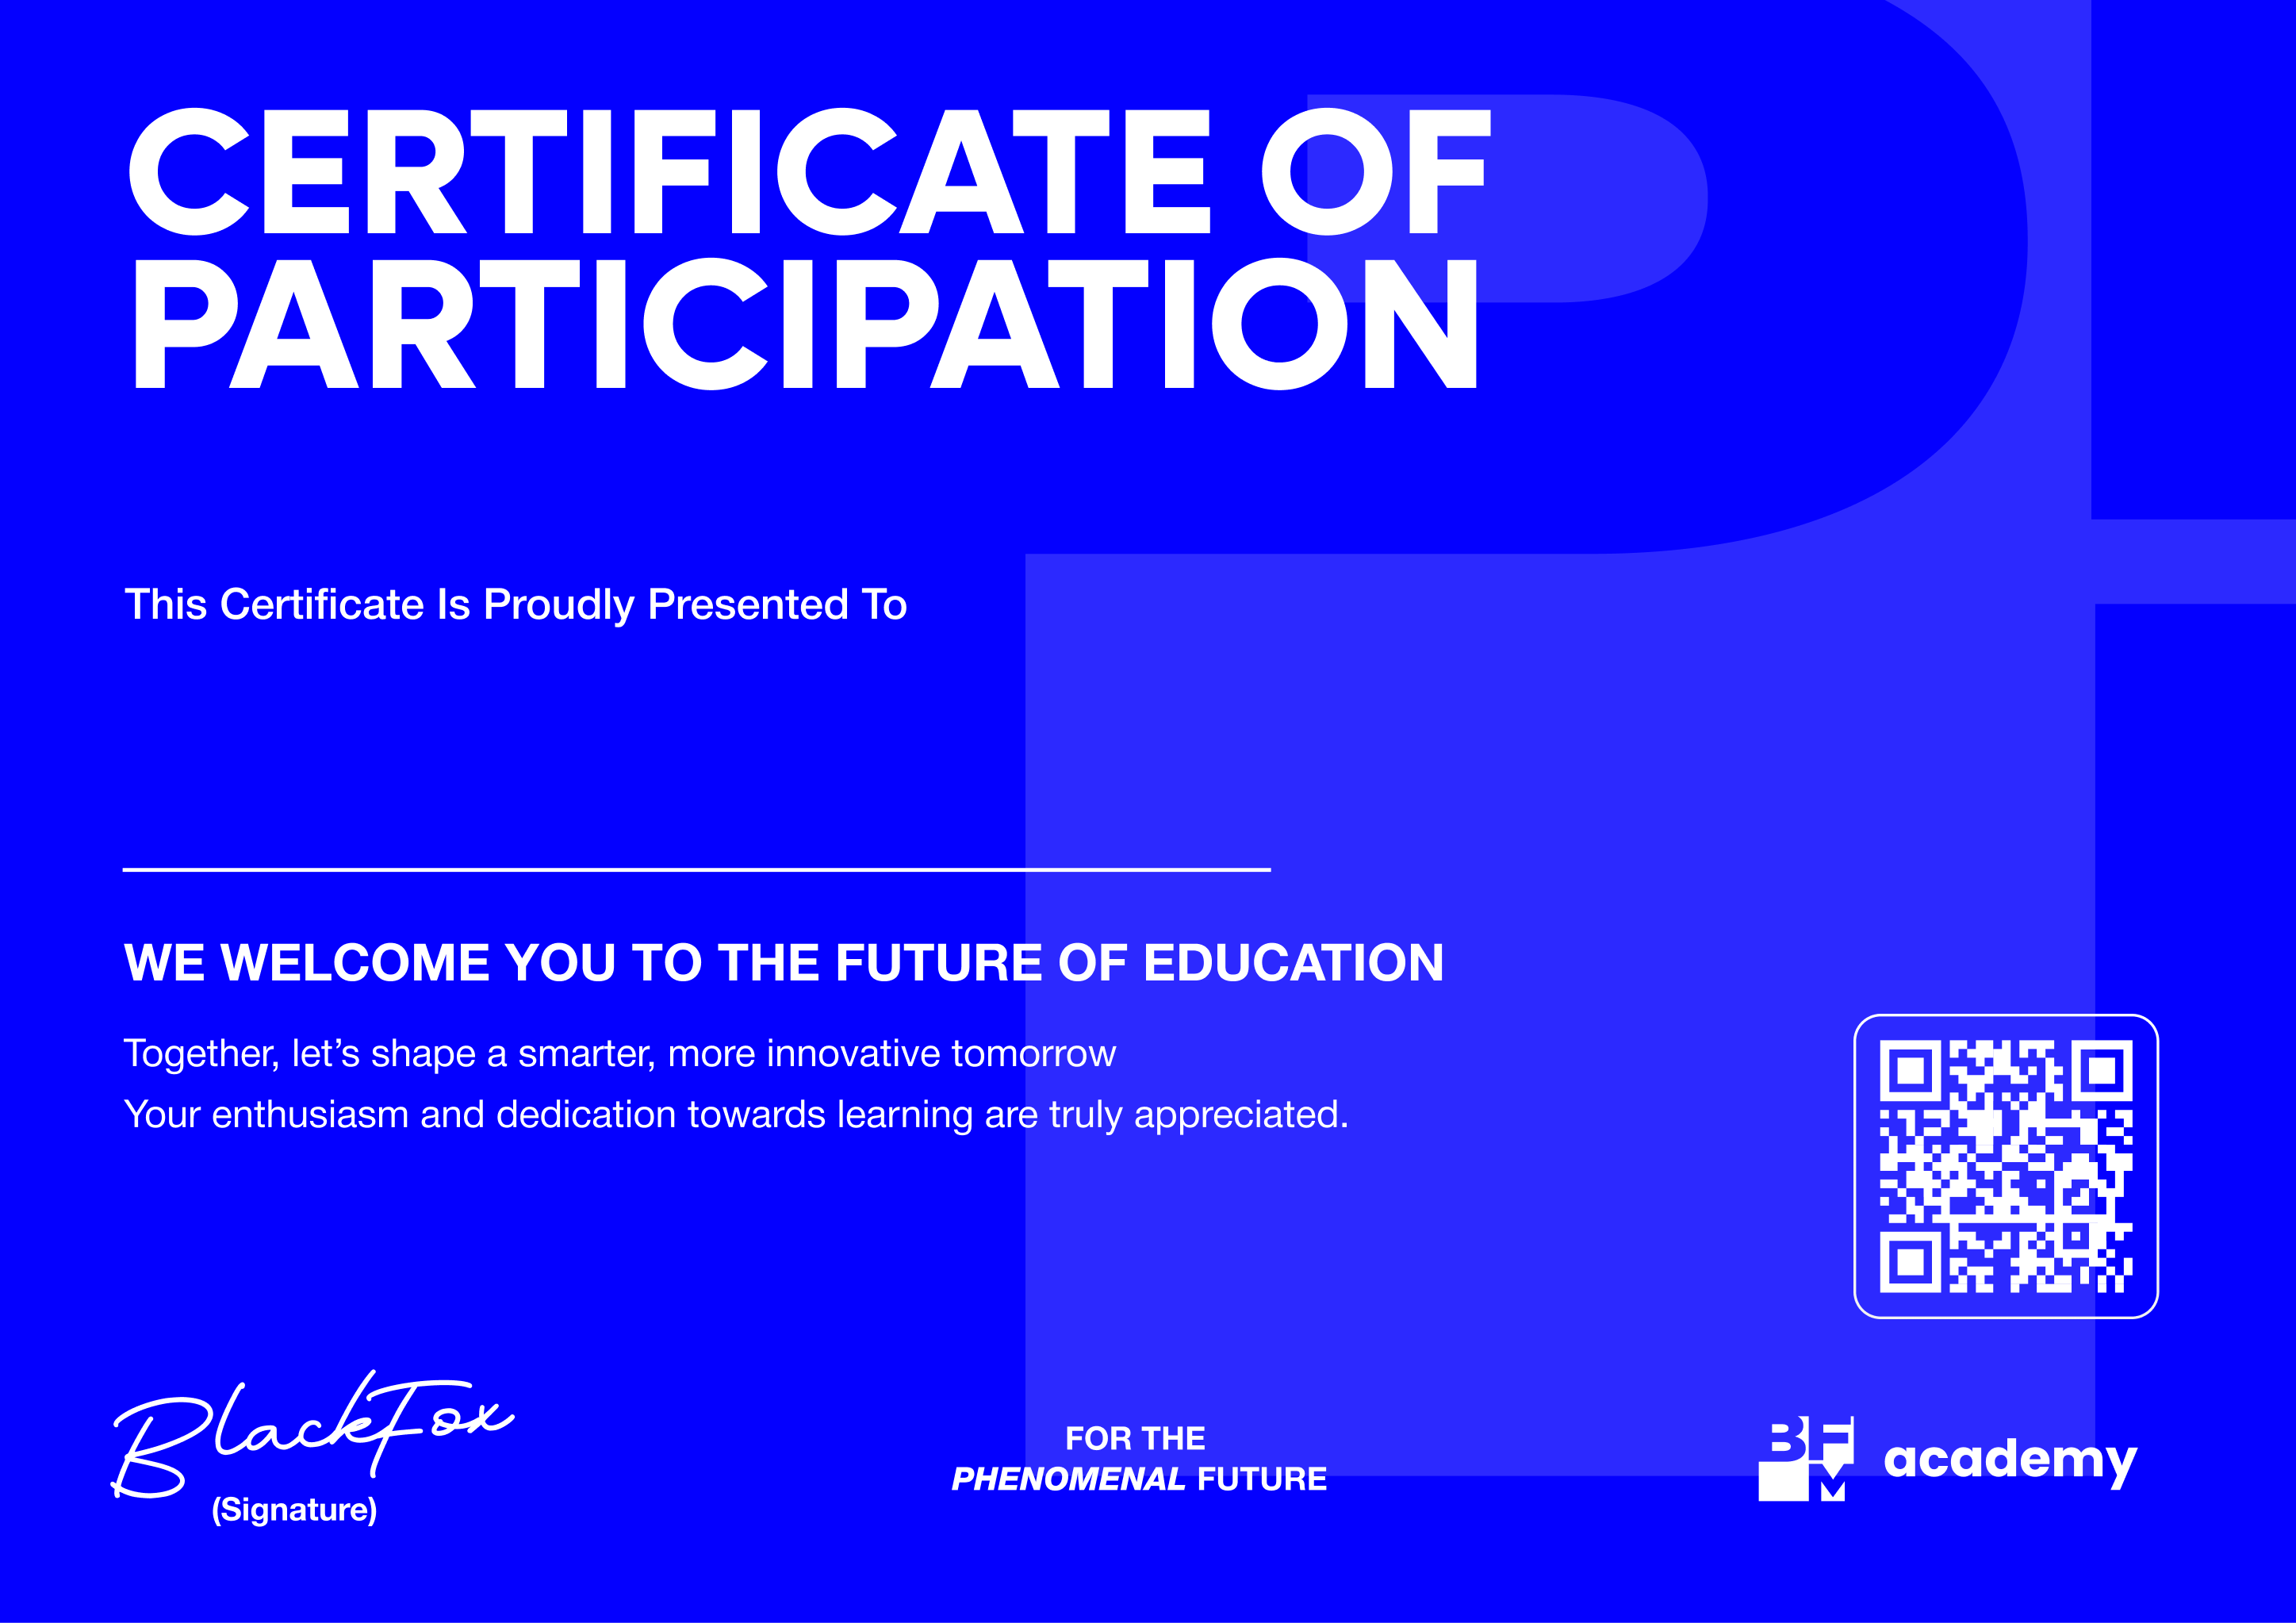 CERTIFICATE OF
PARTICIPATION
This Certificate Is Proudly Presented To
WE WELCOME YOU TO THE FUTURE OF EDUCATION
Together, let’s shape a smarter, more innovative tomorrow
Your enthusiasm and dedication towards learning are truly appreciated.
BlackFox
(Signature)
FOR THE
PHENOMENAL FUTURE
BFM academy